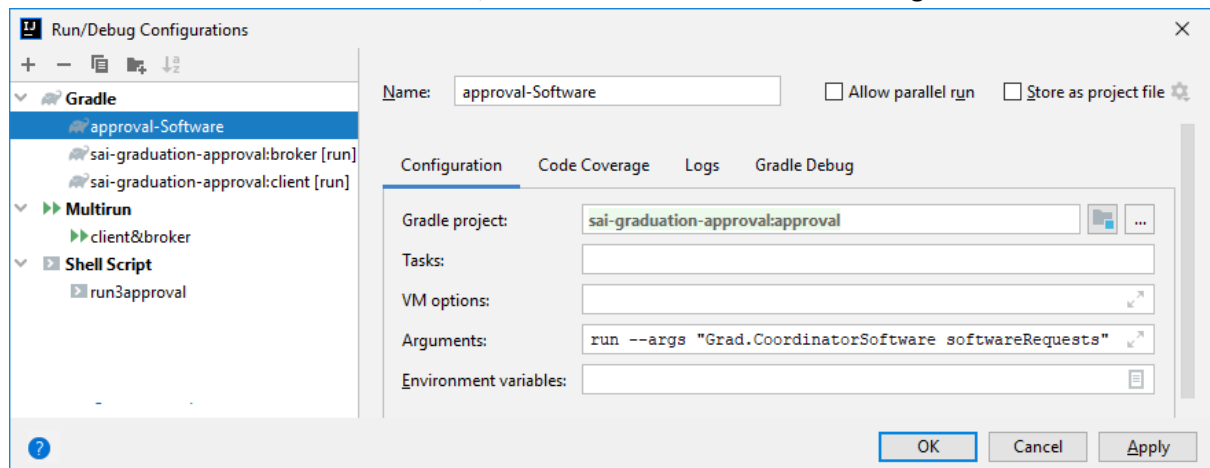 Run/Debug Configurations
Name: approval-Software Allow parallel run Store as project file
Gradle
approval-Software
sai-graduation-approval:broker [run]
sai-graduation-approval:client [run]
Multirun
client&broker
Shell Script
run3approval
Configuration Code Coverage Logs Gradle Debug
Gradle project: sai-graduation-approval:approval ...
Tasks:
VM options:
Arguments: run --args "Grad.CoordinatorSoftware softwareRequests"
Environment variables:
? OK Cancel Apply